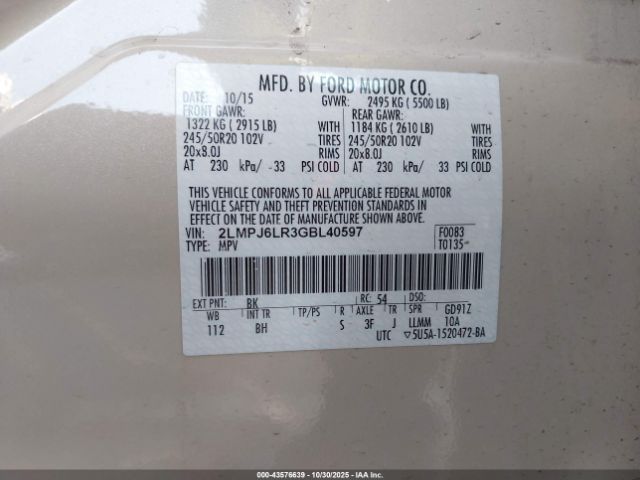 MFD. BY FORD MOTOR CO.
DATE: 10/15 GVWR: 2495 KG ( 5500 LB)
FRONT GAWR: REAR GAWR:
1322 KG ( 2915 LB) WITH 1184 KG ( 2610 LB) WITH
245/50R20 102V TIRES 245/50R20 102V TIRES
20x8.0J RIMS 20x8.0J RIMS
AT 230 kPa/ 33 PSI COLD AT 230 kPa/ 33 PSI COLD
THIS VEHICLE CONFORMS TO ALL APPLICABLE FEDERAL MOTOR
VEHICLE SAFETY AND THEFT PREVENTION STANDARDS IN
EFFECT ON THE DATE OF MANUFACTURE SHOWN ABOVE.
VIN: 2LMPJ6LR3GBL40597 F0083
TYPE: MPV T0135
EXT PNT: BK RC: 54 DSO:
WB INT TR TP/PS R AXLE TR SPR GD91Z
112 BH S 3F J LLMM 10A
UTC ▽5U5A-1520472-BA
000-43576639 | 10/30/2025 | IAA, Inc.